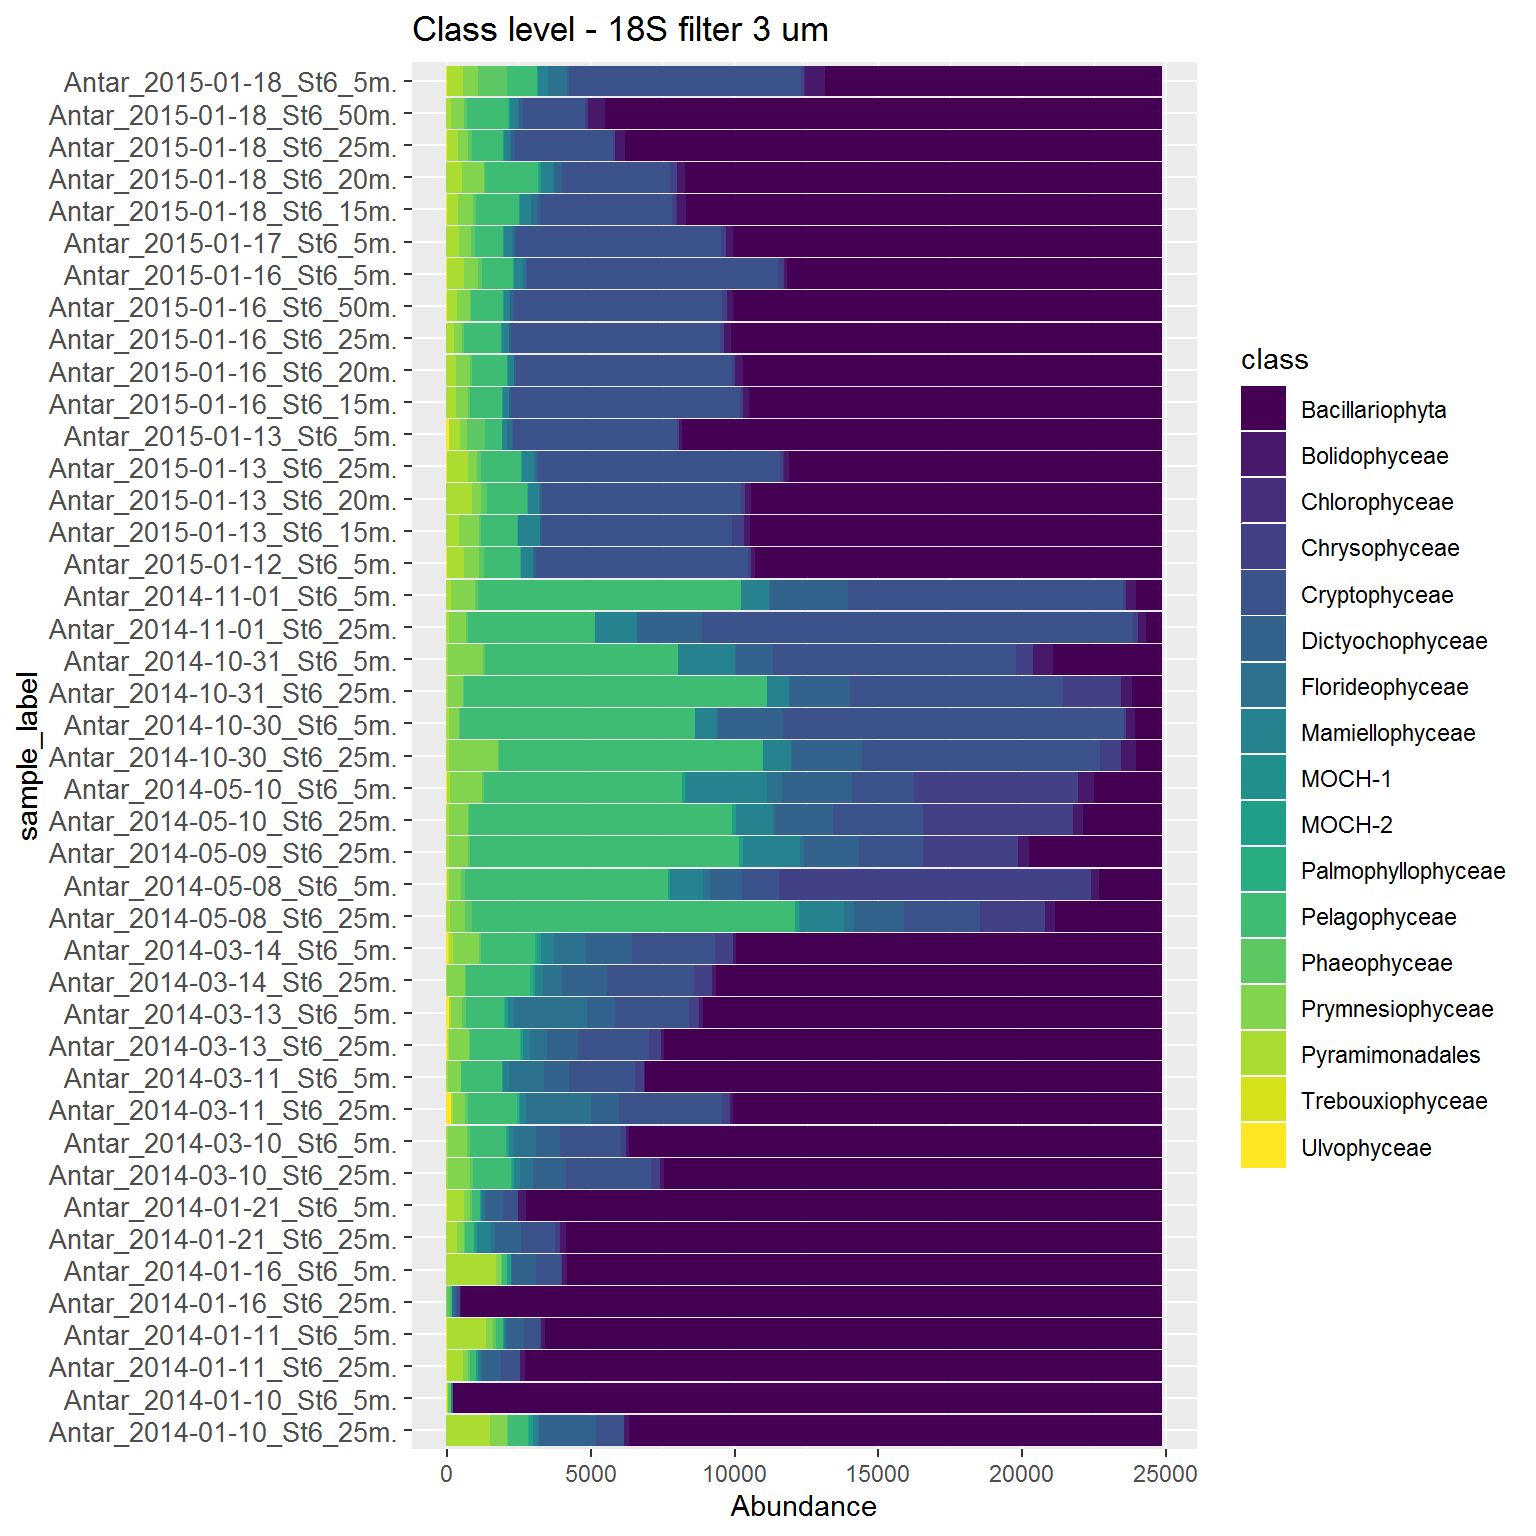 Class level - 18S filter 3 um
Antar_2015-01-18_St6_5m.
Antar_2015-01-18_St6_50m.
Antar_2015-01-18_St6_25m.
Antar_2015-01-18_St6_20m.
Antar_2015-01-18_St6_15m.
Antar_2015-01-17_St6_5m.
Antar_2015-01-16_St6_5m.
Antar_2015-01-16_St6_50m.
Antar_2015-01-16_St6_25m.
Antar_2015-01-16_St6_20m.
Antar_2015-01-16_St6_15m.
Antar_2015-01-13_St6_5m.
Antar_2015-01-13_St6_25m.
Antar_2015-01-13_St6_20m.
Antar_2015-01-13_St6_15m.
Antar_2015-01-12_St6_5m.
Antar_2014-11-01_St6_5m.
Antar_2014-11-01_St6_25m.
Antar_2014-10-31_St6_5m.
Antar_2014-10-31_St6_25m.
Antar_2014-10-30_St6_5m.
Antar_2014-10-30_St6_25m.
Antar_2014-05-10_St6_5m.
Antar_2014-05-10_St6_25m.
Antar_2014-05-09_St6_25m.
Antar_2014-05-08_St6_5m.
Antar_2014-05-08_St6_25m.
Antar_2014-03-14_St6_5m.
Antar_2014-03-14_St6_25m.
Antar_2014-03-13_St6_5m.
Antar_2014-03-13_St6_25m.
Antar_2014-03-11_St6_5m.
Antar_2014-03-11_St6_25m.
Antar_2014-03-10_St6_5m.
Antar_2014-03-10_St6_25m.
Antar_2014-01-21_St6_5m.
Antar_2014-01-21_St6_25m.
Antar_2014-01-16_St6_5m.
Antar_2014-01-16_St6_25m.
Antar_2014-01-11_St6_5m.
Antar_2014-01-11_St6_25m.
Antar_2014-01-10_St6_5m.
Antar_2014-01-10_St6_25m.
sample_label
0 5000 10000 15000 20000 25000
Abundance
class
Bacillariophyta
Bolidophyceae
Chlorophyceae
Chrysophyceae
Cryptophyceae
Dictyochophyceae
Florideophyceae
Mamiellophyceae
MOCH-1
MOCH-2
Palmophyllophyceae
Pelagophyceae
Phaeophyceae
Prymnesiophyceae
Pyramimonadales
Trebouxiophyceae
Ulvophyceae